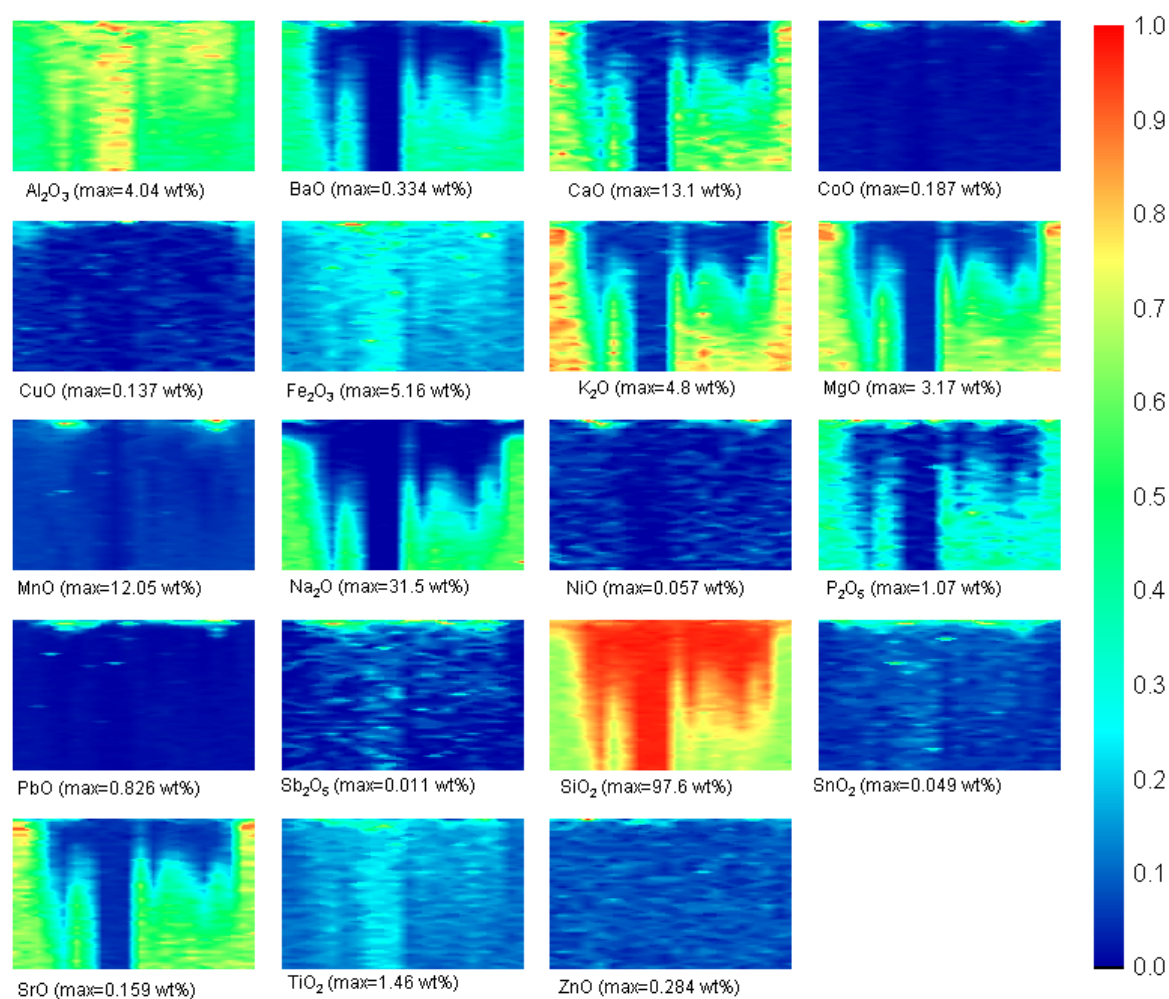 1.0
0.9
0.8
0.7
0.6
0.5
0.4
0.3
0.2
0.1
0.0
Al₂O₃ (max=4.04 wt%) BaO (max=0.334 wt%) CaO (max=13.1 wt%) CoO (max=0.187 wt%)
CuO (max=0.137 wt%) Fe₂O₃ (max=5.16 wt%) K₂O (max=4.8 wt%) MgO (max= 3.17 wt%)
MnO (max=12.05 wt%) Na₂O (max=31.5 wt%) NiO (max=0.057 wt%) P₂O₅ (max=1.07 wt%)
PbO (max=0.826 wt%) Sb₂O₅ (max=0.011 wt%) SiO₂ (max=97.6 wt%) SnO₂ (max=0.049 wt%)
SrO (max=0.159 wt%) TiO₂ (max=1.46 wt%) ZnO (max=0.284 wt%)